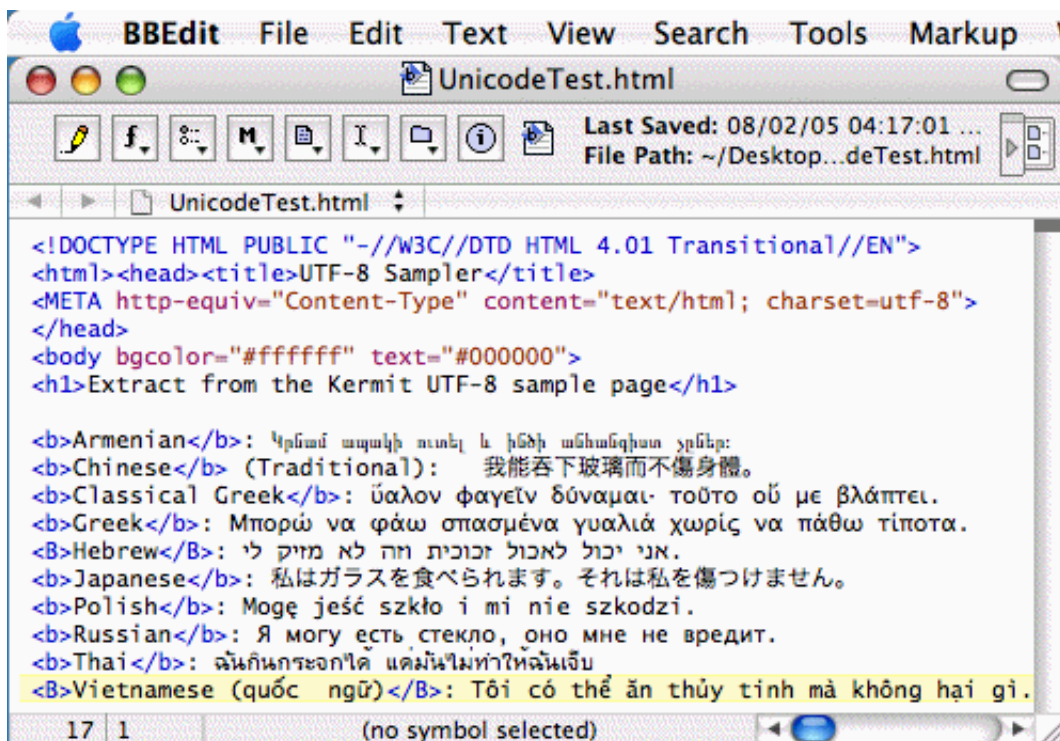 BBEdit File Edit Text View Search Tools Markup
UnicodeTest.html
Last Saved: 08/02/05 04:17:01 ...
File Path: ~/Desktop...deTest.html
UnicodeTest.html
<!DOCTYPE HTML PUBLIC "-//W3C//DTD HTML 4.01 Transitional//EN">
<html><head><title>UTF-8 Sampler</title>
<META http-equiv="Content-Type" content="text/html; charset=utf-8">
</head>
<body bgcolor="#ffffff" text="#000000">
<h1>Extract from the Kermit UTF-8 sample page</h1>
<b>Armenian</b>: Կրնամ ապակի ուտել և ինծի անհանգիստ չըներ։
<b>Chinese</b> (Traditional): 我能吞下玻璃而不傷身體。
<b>Classical Greek</b>: ὕαλον φαγεῖν δύναμαι· τοῦτο οὔ με βλάπτει.
<b>Greek</b>: Μπορώ να φάω σπασμένα γυαλιά χωρίς να πάθω τίποτα.
<B>Hebrew</B>: אני יכול לאכול זכוכית וזה לא מזיק לי.
<b>Japanese</b>: 私はガラスを食べられます。それは私を傷つけません。
<b>Polish</b>: Mogę jeść szkło i mi nie szkodzi.
<b>Russian</b>: Я могу есть стекло, оно мне не вредит.
<b>Thai</b>: ฉันกินกระจกได้ แต่มันไม่ทำให้ฉันเจ็บ
<B>Vietnamese (quốc ngữ)</B>: Tôi có thể ăn thủy tinh mà không hại gì.
17 1 (no symbol selected)